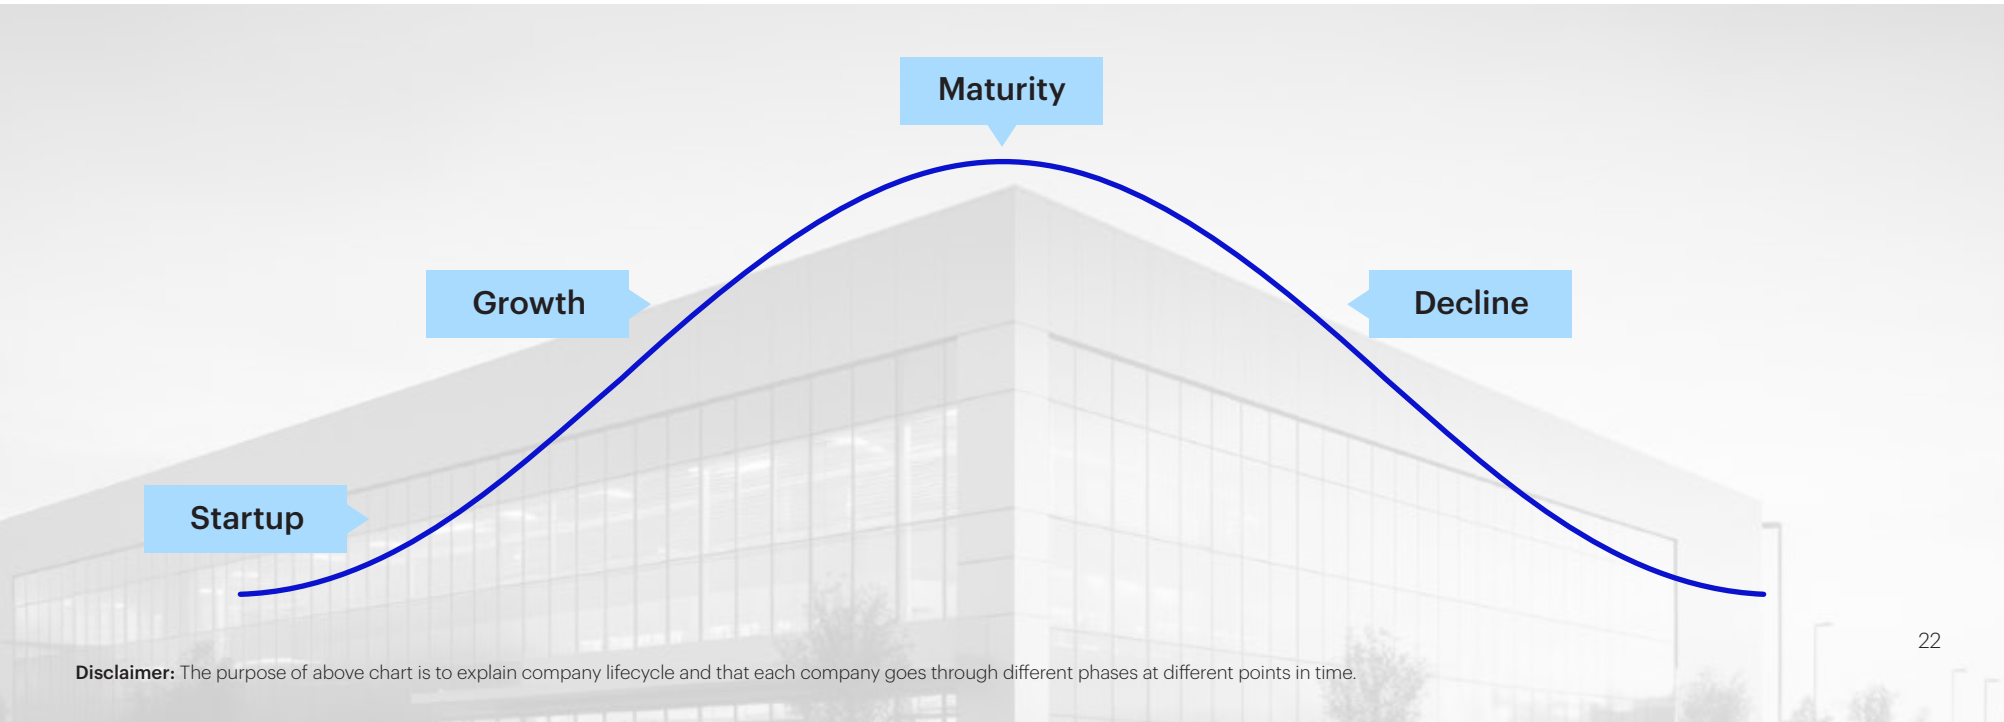 Maturity
Growth
Decline
Startup
22
Disclaimer: The purpose of above chart is to explain company lifecycle and that each company goes through different phases at different points in time.